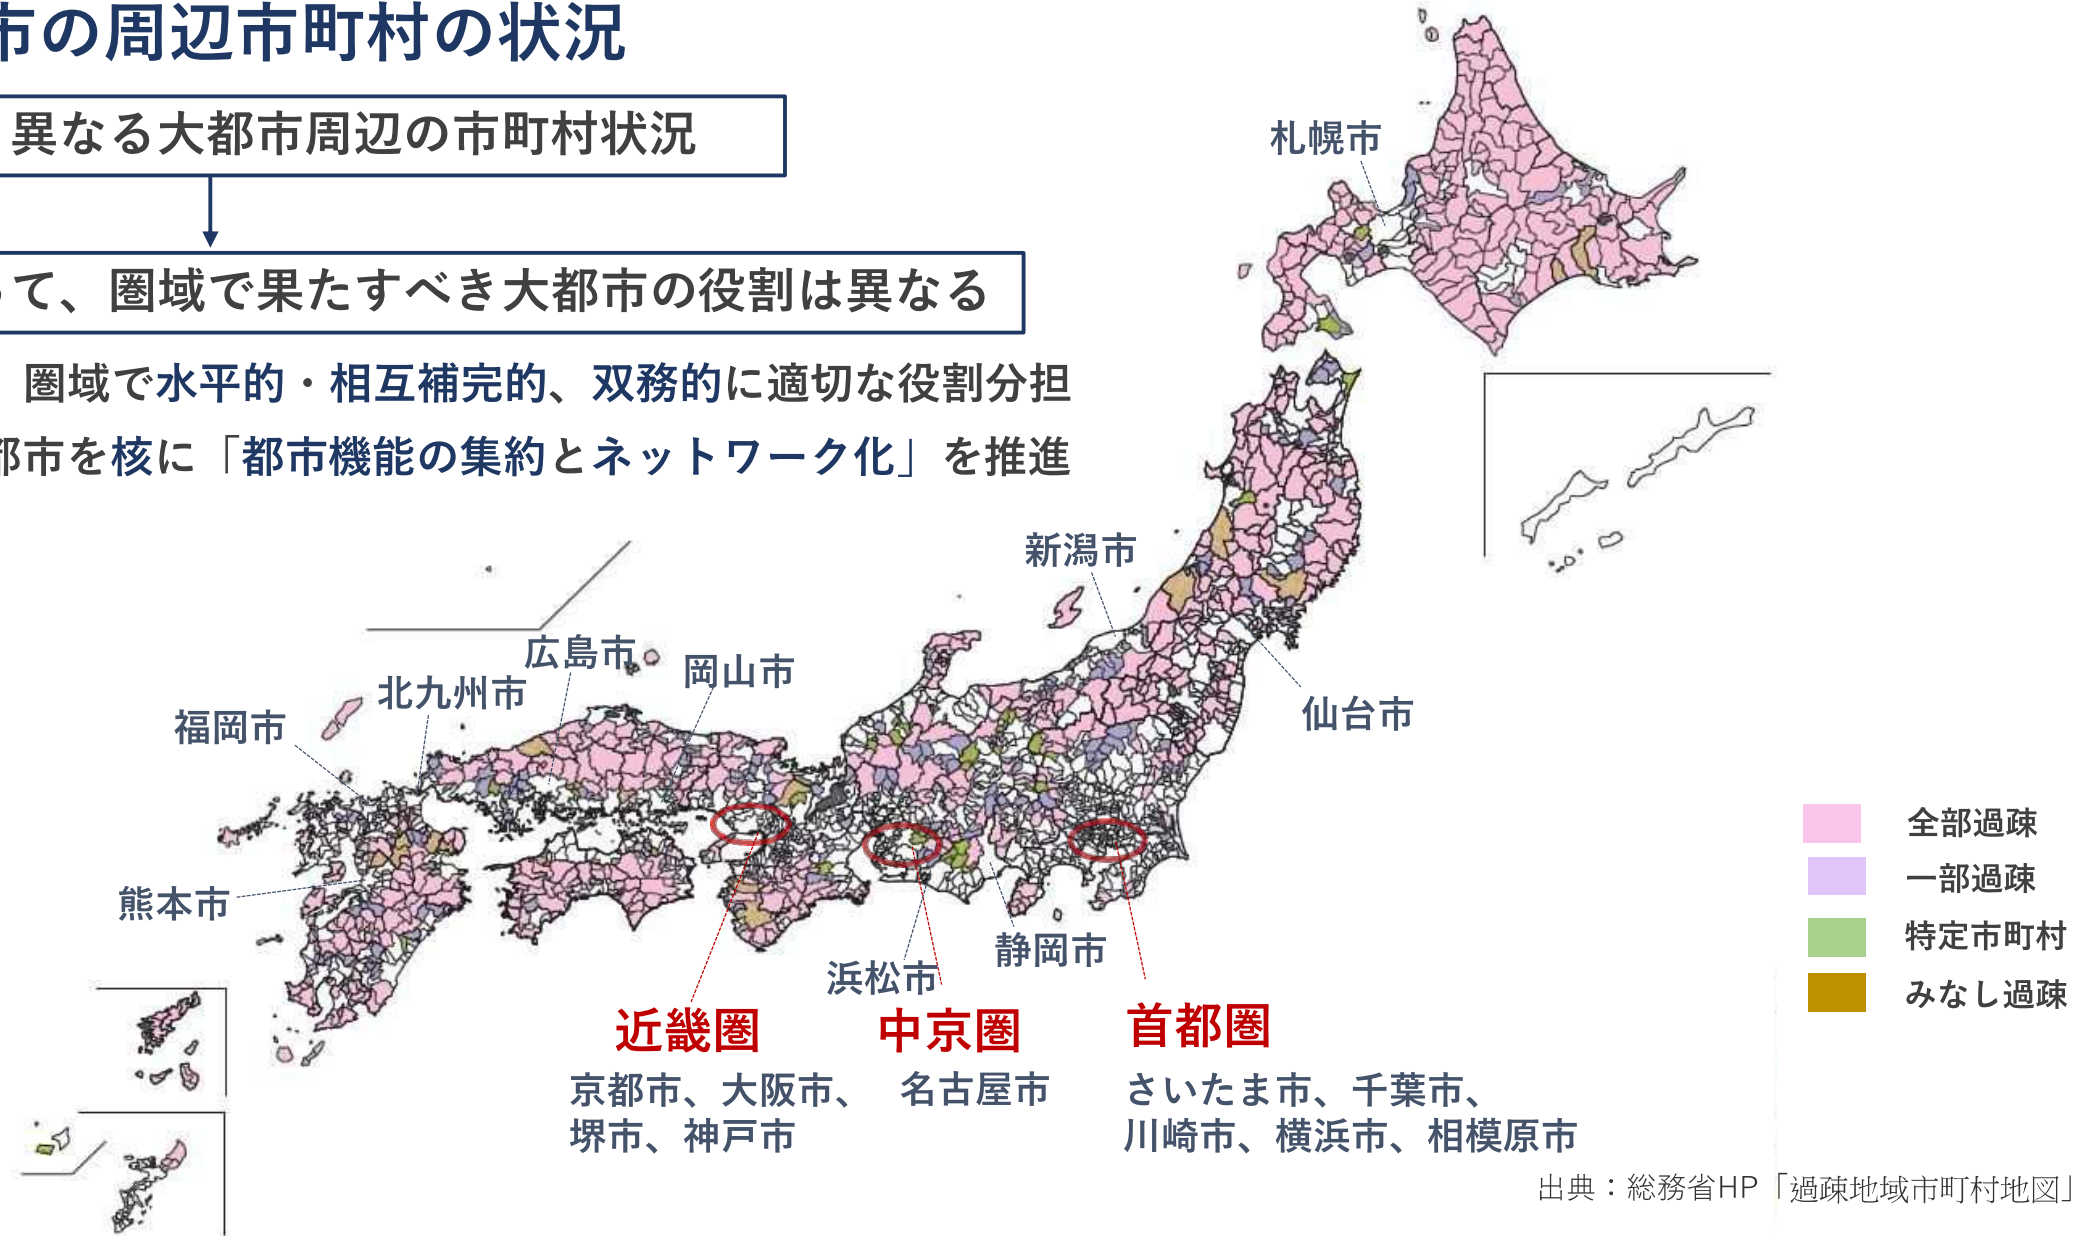 市の周辺市町村の状況
異なる大都市周辺の市町村状況
って、圏域で果たすべき大都市の役割は異なる
圏域で水平的・相互補完的、双務的に適切な役割分担
都市を核に「都市機能の集約とネットワーク化」を推進
札幌市
新潟市
仙台市
広島市
岡山市
北九州市
福岡市
熊本市
静岡市
浜松市
近畿圏
京都市、大阪市、
堺市、神戸市
中京圏
名古屋市
首都圏
さいたま市、千葉市、
川崎市、横浜市、相模原市
全部過疎
一部過疎
特定市町村
みなし過疎
出典：総務省HP「過疎地域市町村地図」